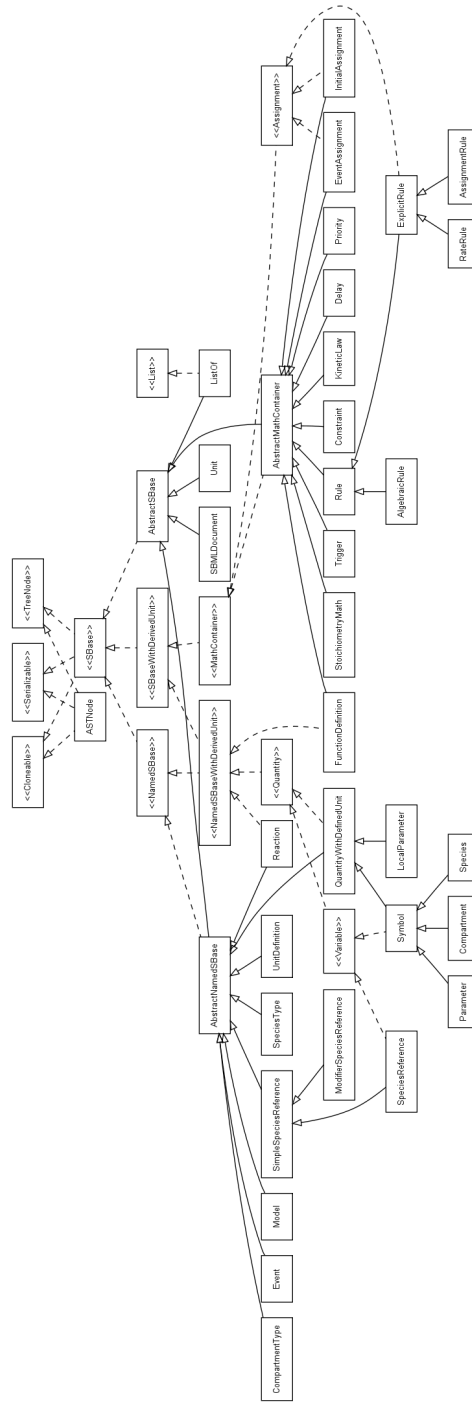 <<Cloneable>>
<<Serializable>>
<<TreeNode>>
ASTNode
<<SBase>>
<<NamedSBase>>
<<SBaseWithDerivedUnit>>
AbstractSBase
<<List>>
AbstractNamedSBase
<<NamedSBaseWithDerivedUnit>>
<<MathContainer>>
SBMLDocument
Unit
ListOf
CompartmentType
Event
Model
SimpleSpeciesReference
SpeciesType
UnitDefinition
Reaction
<<Quantity>>
AbstractMathContainer
<<Assignment>>
ModifierSpeciesReference
<<Variable>>
QuantityWithDefinedUnit
FunctionDefinition
StoichiometryMath
Trigger
Rule
Constraint
KineticLaw
Delay
Priority
EventAssignment
InitialAssignment
SpeciesReference
Symbol
LocalParameter
AlgebraicRule
ExplicitRule
Parameter
Compartment
Species
RateRule
AssignmentRule